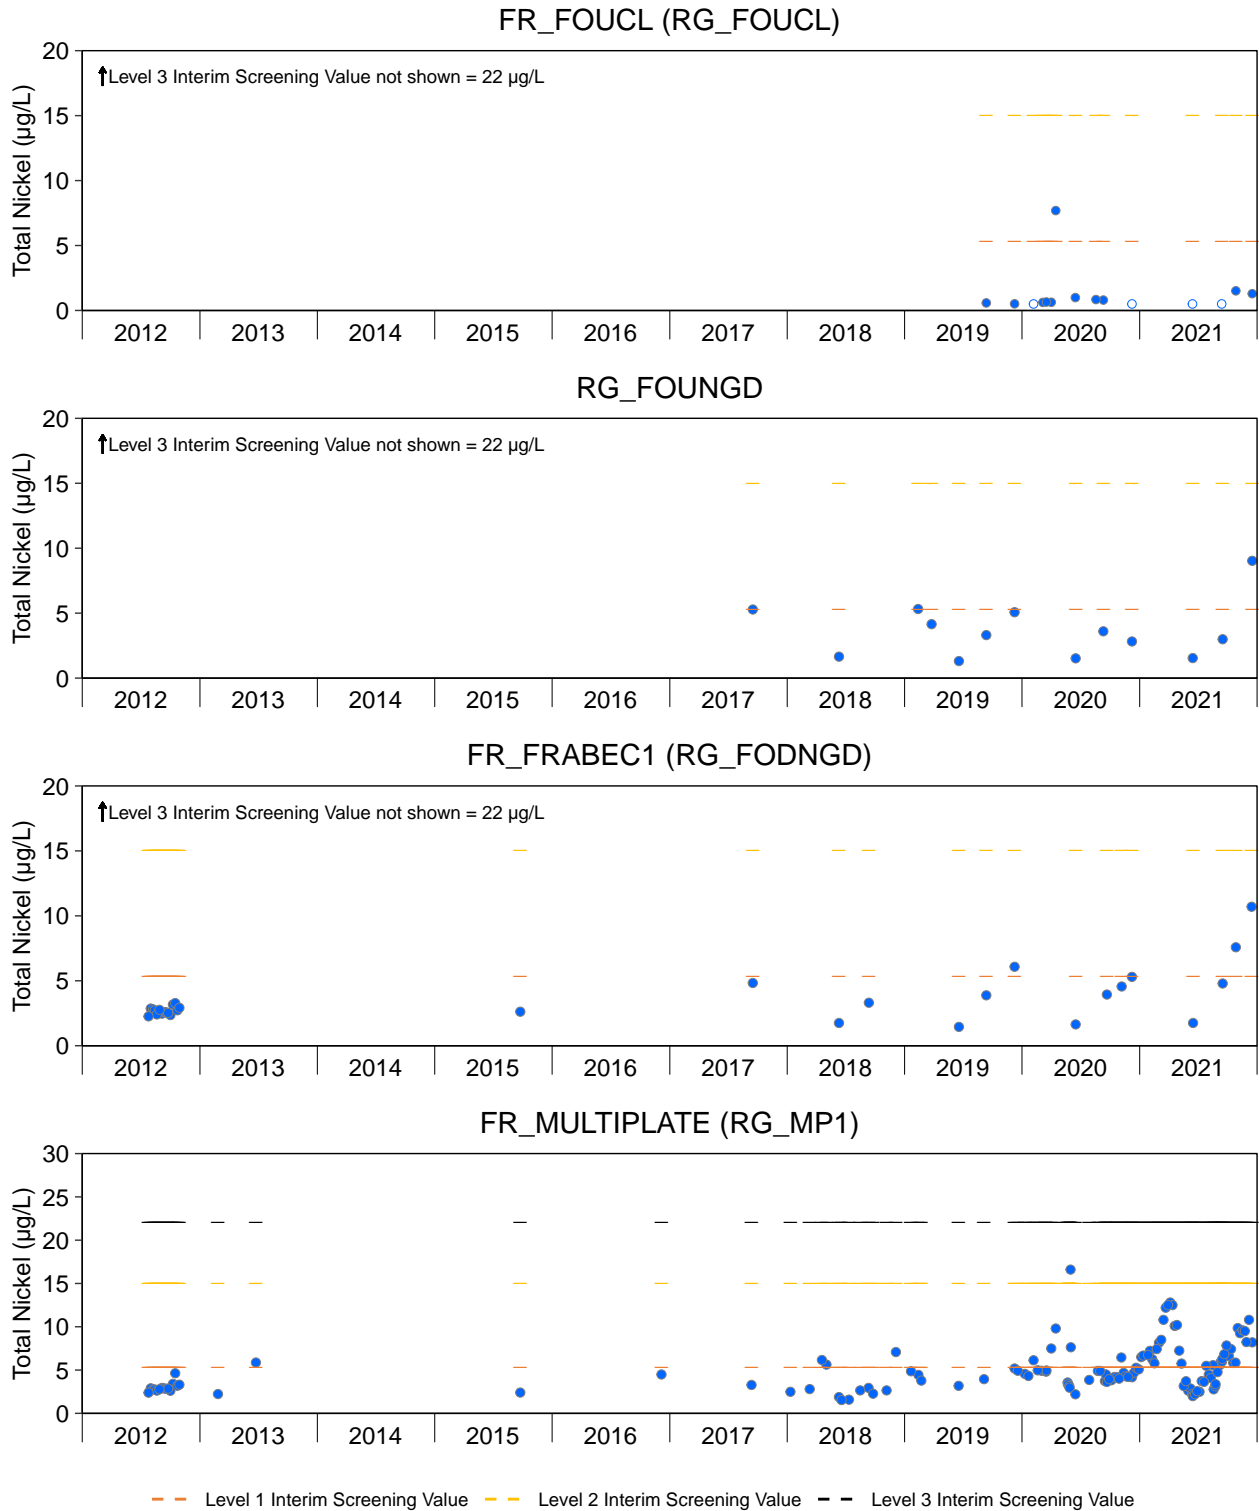 FR_FOUCL (RG_FOUCL)
Total Nickel (µg/L)
20
15
10
5
0
Level 3 Interim Screening Value not shown = 22 µg/L
2012 2013 2014 2015 2016 2017 2018 2019 2020 2021
RG_FOUNGD
Total Nickel (µg/L)
20
15
10
5
0
Level 3 Interim Screening Value not shown = 22 µg/L
2012 2013 2014 2015 2016 2017 2018 2019 2020 2021
FR_FRABEC1 (RG_FODNGD)
Total Nickel (µg/L)
20
15
10
5
0
Level 3 Interim Screening Value not shown = 22 µg/L
2012 2013 2014 2015 2016 2017 2018 2019 2020 2021
FR_MULTIPLATE (RG_MP1)
Total Nickel (µg/L)
30
25
20
15
10
5
0
2012 2013 2014 2015 2016 2017 2018 2019 2020 2021
Level 1 Interim Screening Value Level 2 Interim Screening Value Level 3 Interim Screening Value